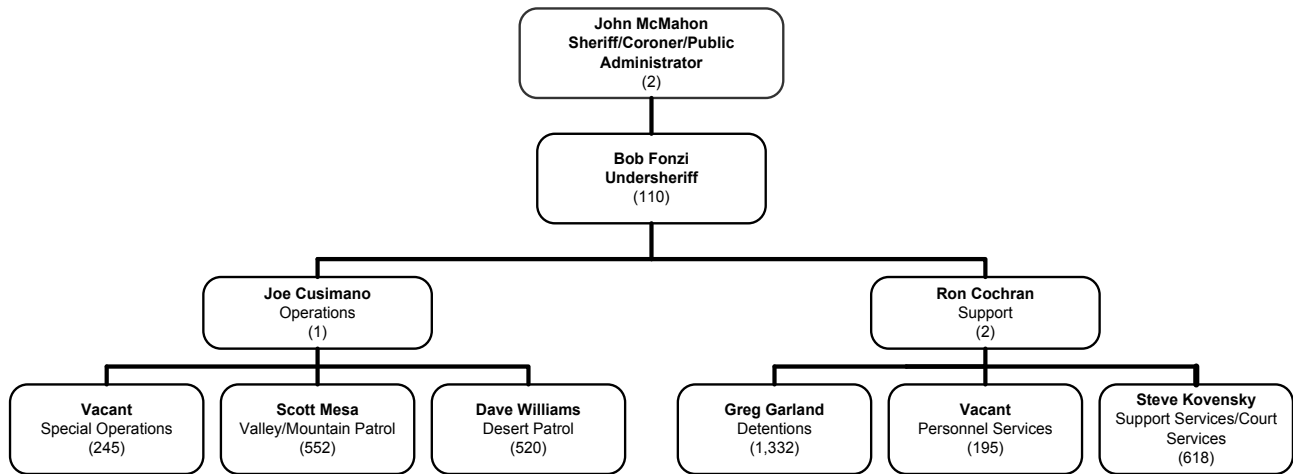 John McMahon
Sheriff/Coroner/Public
Administrator
(2)
Bob Fonzi
Undersheriff
(110)
Joe Cusimano
Operations
(1)
Ron Cochran
Support
(2)
Vacant
Special Operations
(245)
Scott Mesa
Valley/Mountain Patrol
(552)
Dave Williams
Desert Patrol
(520)
Greg Garland
Detentions
(1,332)
Vacant
Personnel Services
(195)
Steve Kovensky
Support Services/Court
Services
(618)